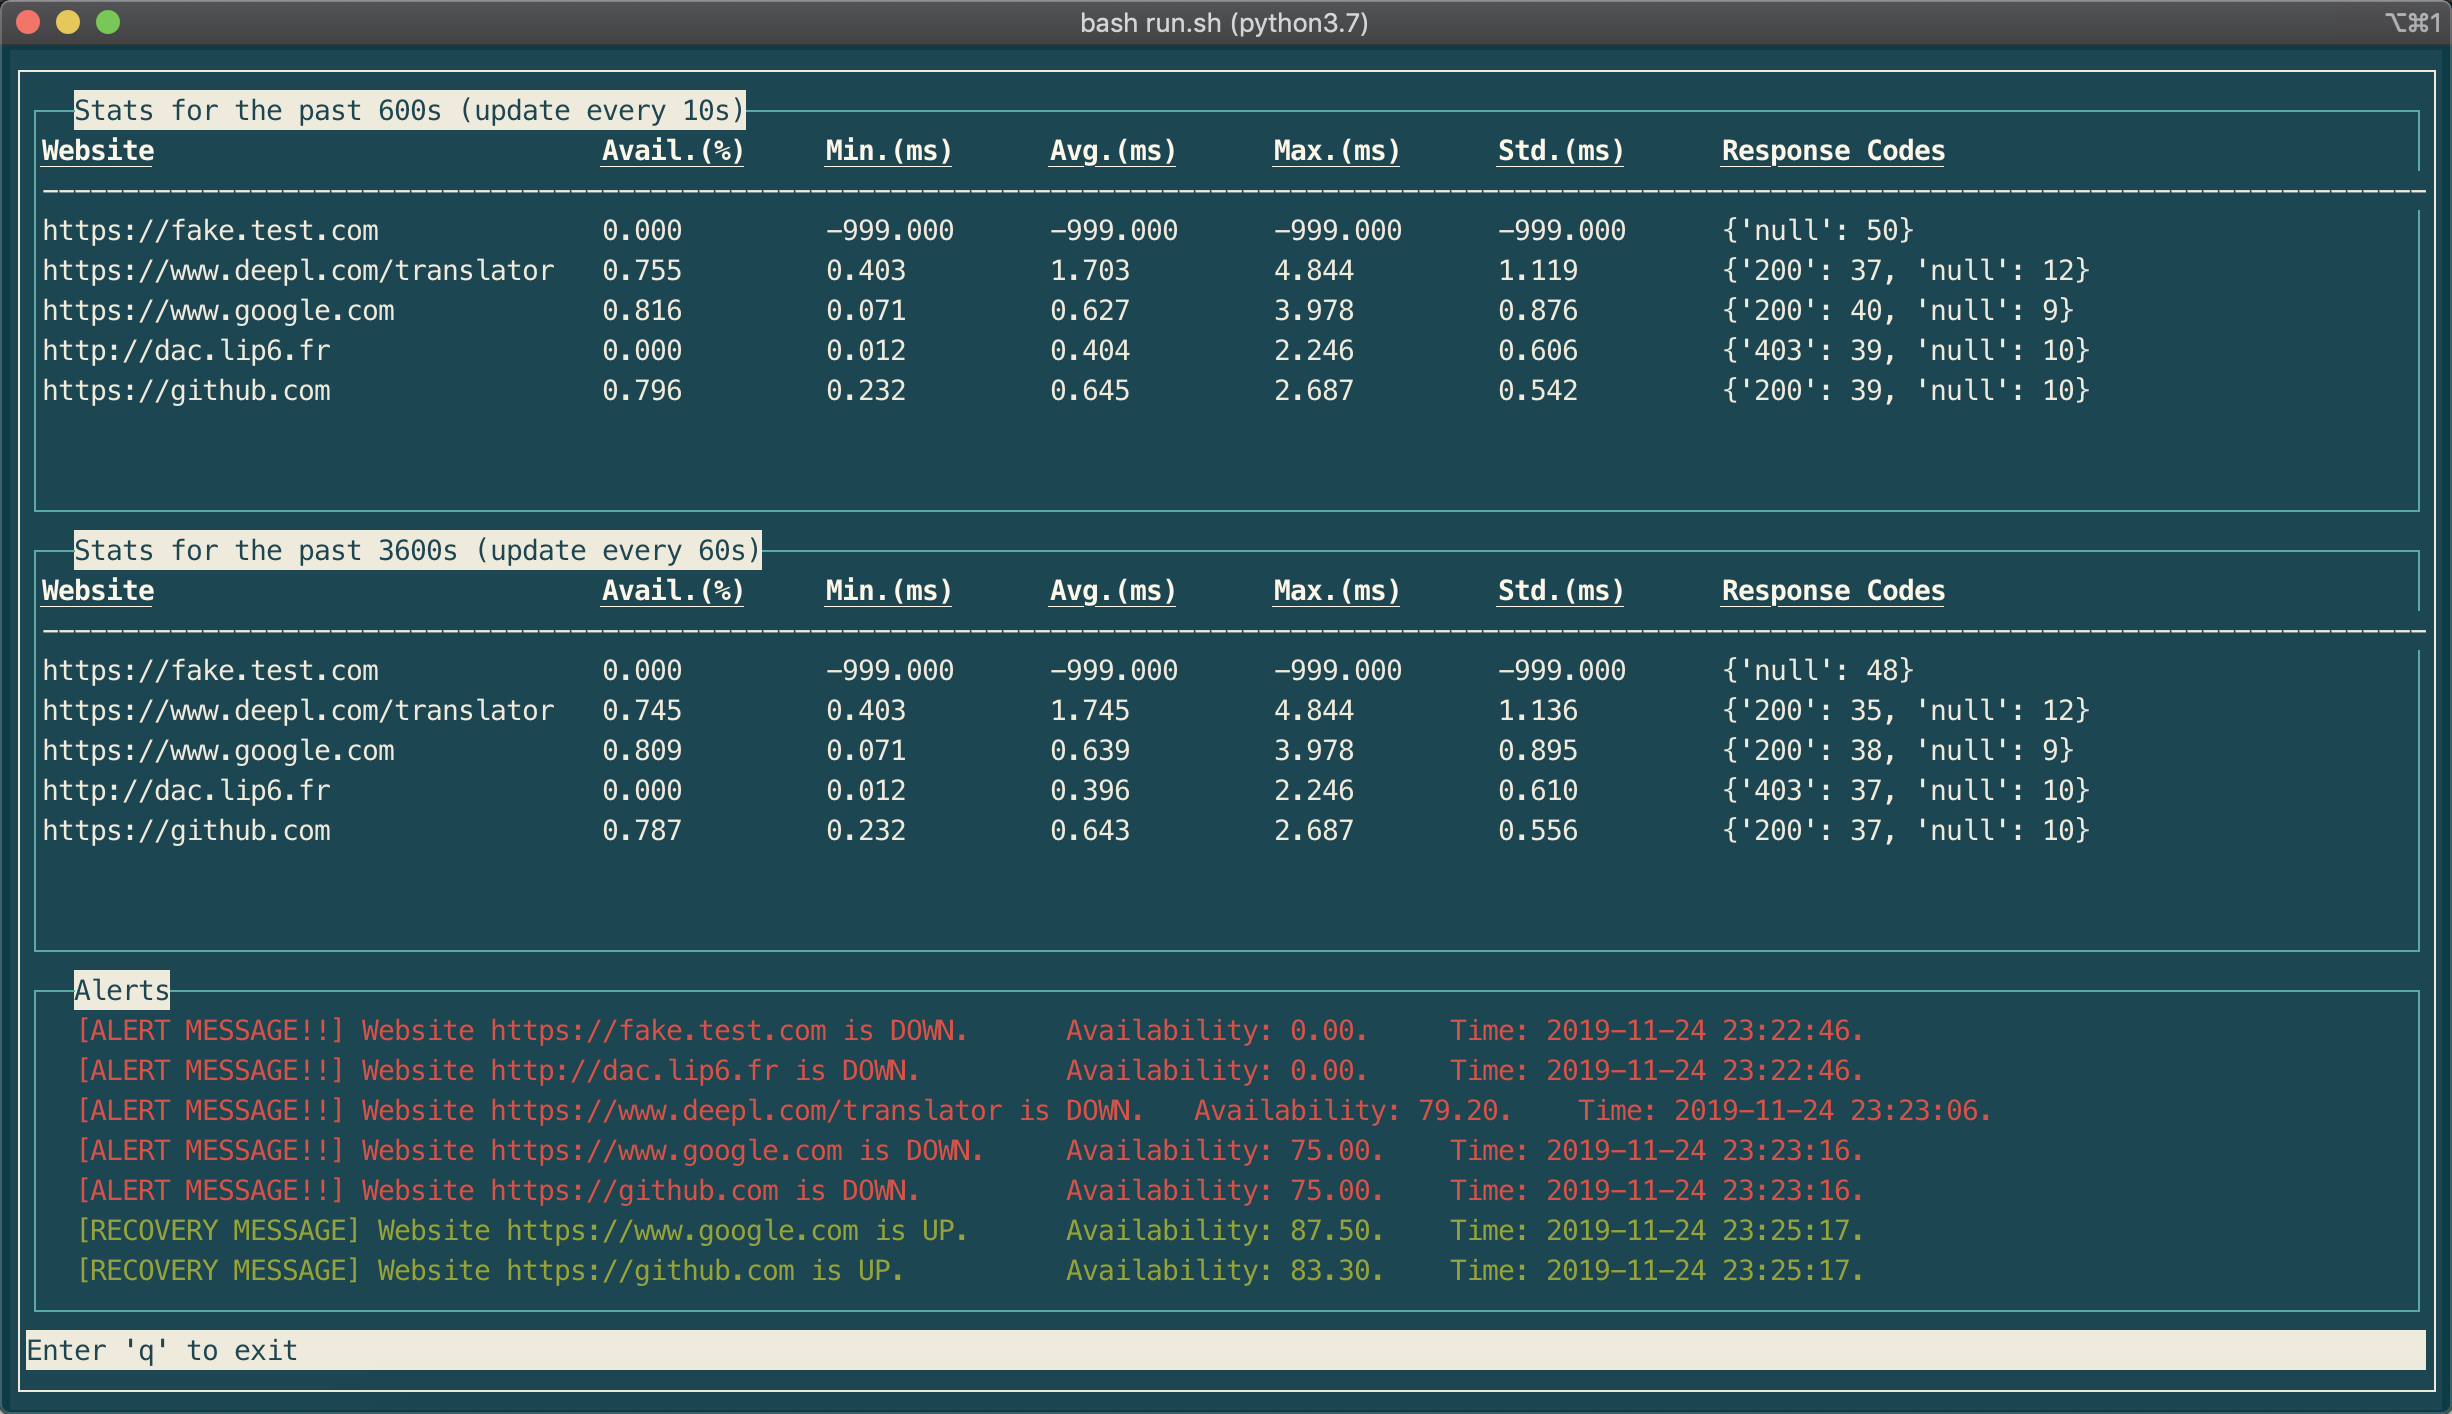 bash run.sh (python3.7) ⌥⌘1
Stats for the past 600s (update every 10s)
Website Avail.(%) Min.(ms) Avg.(ms) Max.(ms) Std.(ms) Response Codes
https://fake.test.com 0.000 -999.000 -999.000 -999.000 -999.000 {'null': 50}
https://www.deepl.com/translator 0.755 0.403 1.703 4.844 1.119 {'200': 37, 'null': 12}
https://www.google.com 0.816 0.071 0.627 3.978 0.876 {'200': 40, 'null': 9}
http://dac.lip6.fr 0.000 0.012 0.404 2.246 0.606 {'403': 39, 'null': 10}
https://github.com 0.796 0.232 0.645 2.687 0.542 {'200': 39, 'null': 10}
Stats for the past 3600s (update every 60s)
Website Avail.(%) Min.(ms) Avg.(ms) Max.(ms) Std.(ms) Response Codes
https://fake.test.com 0.000 -999.000 -999.000 -999.000 -999.000 {'null': 48}
https://www.deepl.com/translator 0.745 0.403 1.745 4.844 1.136 {'200': 35, 'null': 12}
https://www.google.com 0.809 0.071 0.639 3.978 0.895 {'200': 38, 'null': 9}
http://dac.lip6.fr 0.000 0.012 0.396 2.246 0.610 {'403': 37, 'null': 10}
https://github.com 0.787 0.232 0.643 2.687 0.556 {'200': 37, 'null': 10}
Alerts
[ALERT MESSAGE!!] Website https://fake.test.com is DOWN. Availability: 0.00. Time: 2019-11-24 23:22:46.
[ALERT MESSAGE!!] Website http://dac.lip6.fr is DOWN. Availability: 0.00. Time: 2019-11-24 23:22:46.
[ALERT MESSAGE!!] Website https://www.deepl.com/translator is DOWN. Availability: 79.20. Time: 2019-11-24 23:23:06.
[ALERT MESSAGE!!] Website https://www.google.com is DOWN. Availability: 75.00. Time: 2019-11-24 23:23:16.
[ALERT MESSAGE!!] Website https://github.com is DOWN. Availability: 75.00. Time: 2019-11-24 23:23:16.
[RECOVERY MESSAGE] Website https://www.google.com is UP. Availability: 87.50. Time: 2019-11-24 23:25:17.
[RECOVERY MESSAGE] Website https://github.com is UP. Availability: 83.30. Time: 2019-11-24 23:25:17.
Enter 'q' to exit